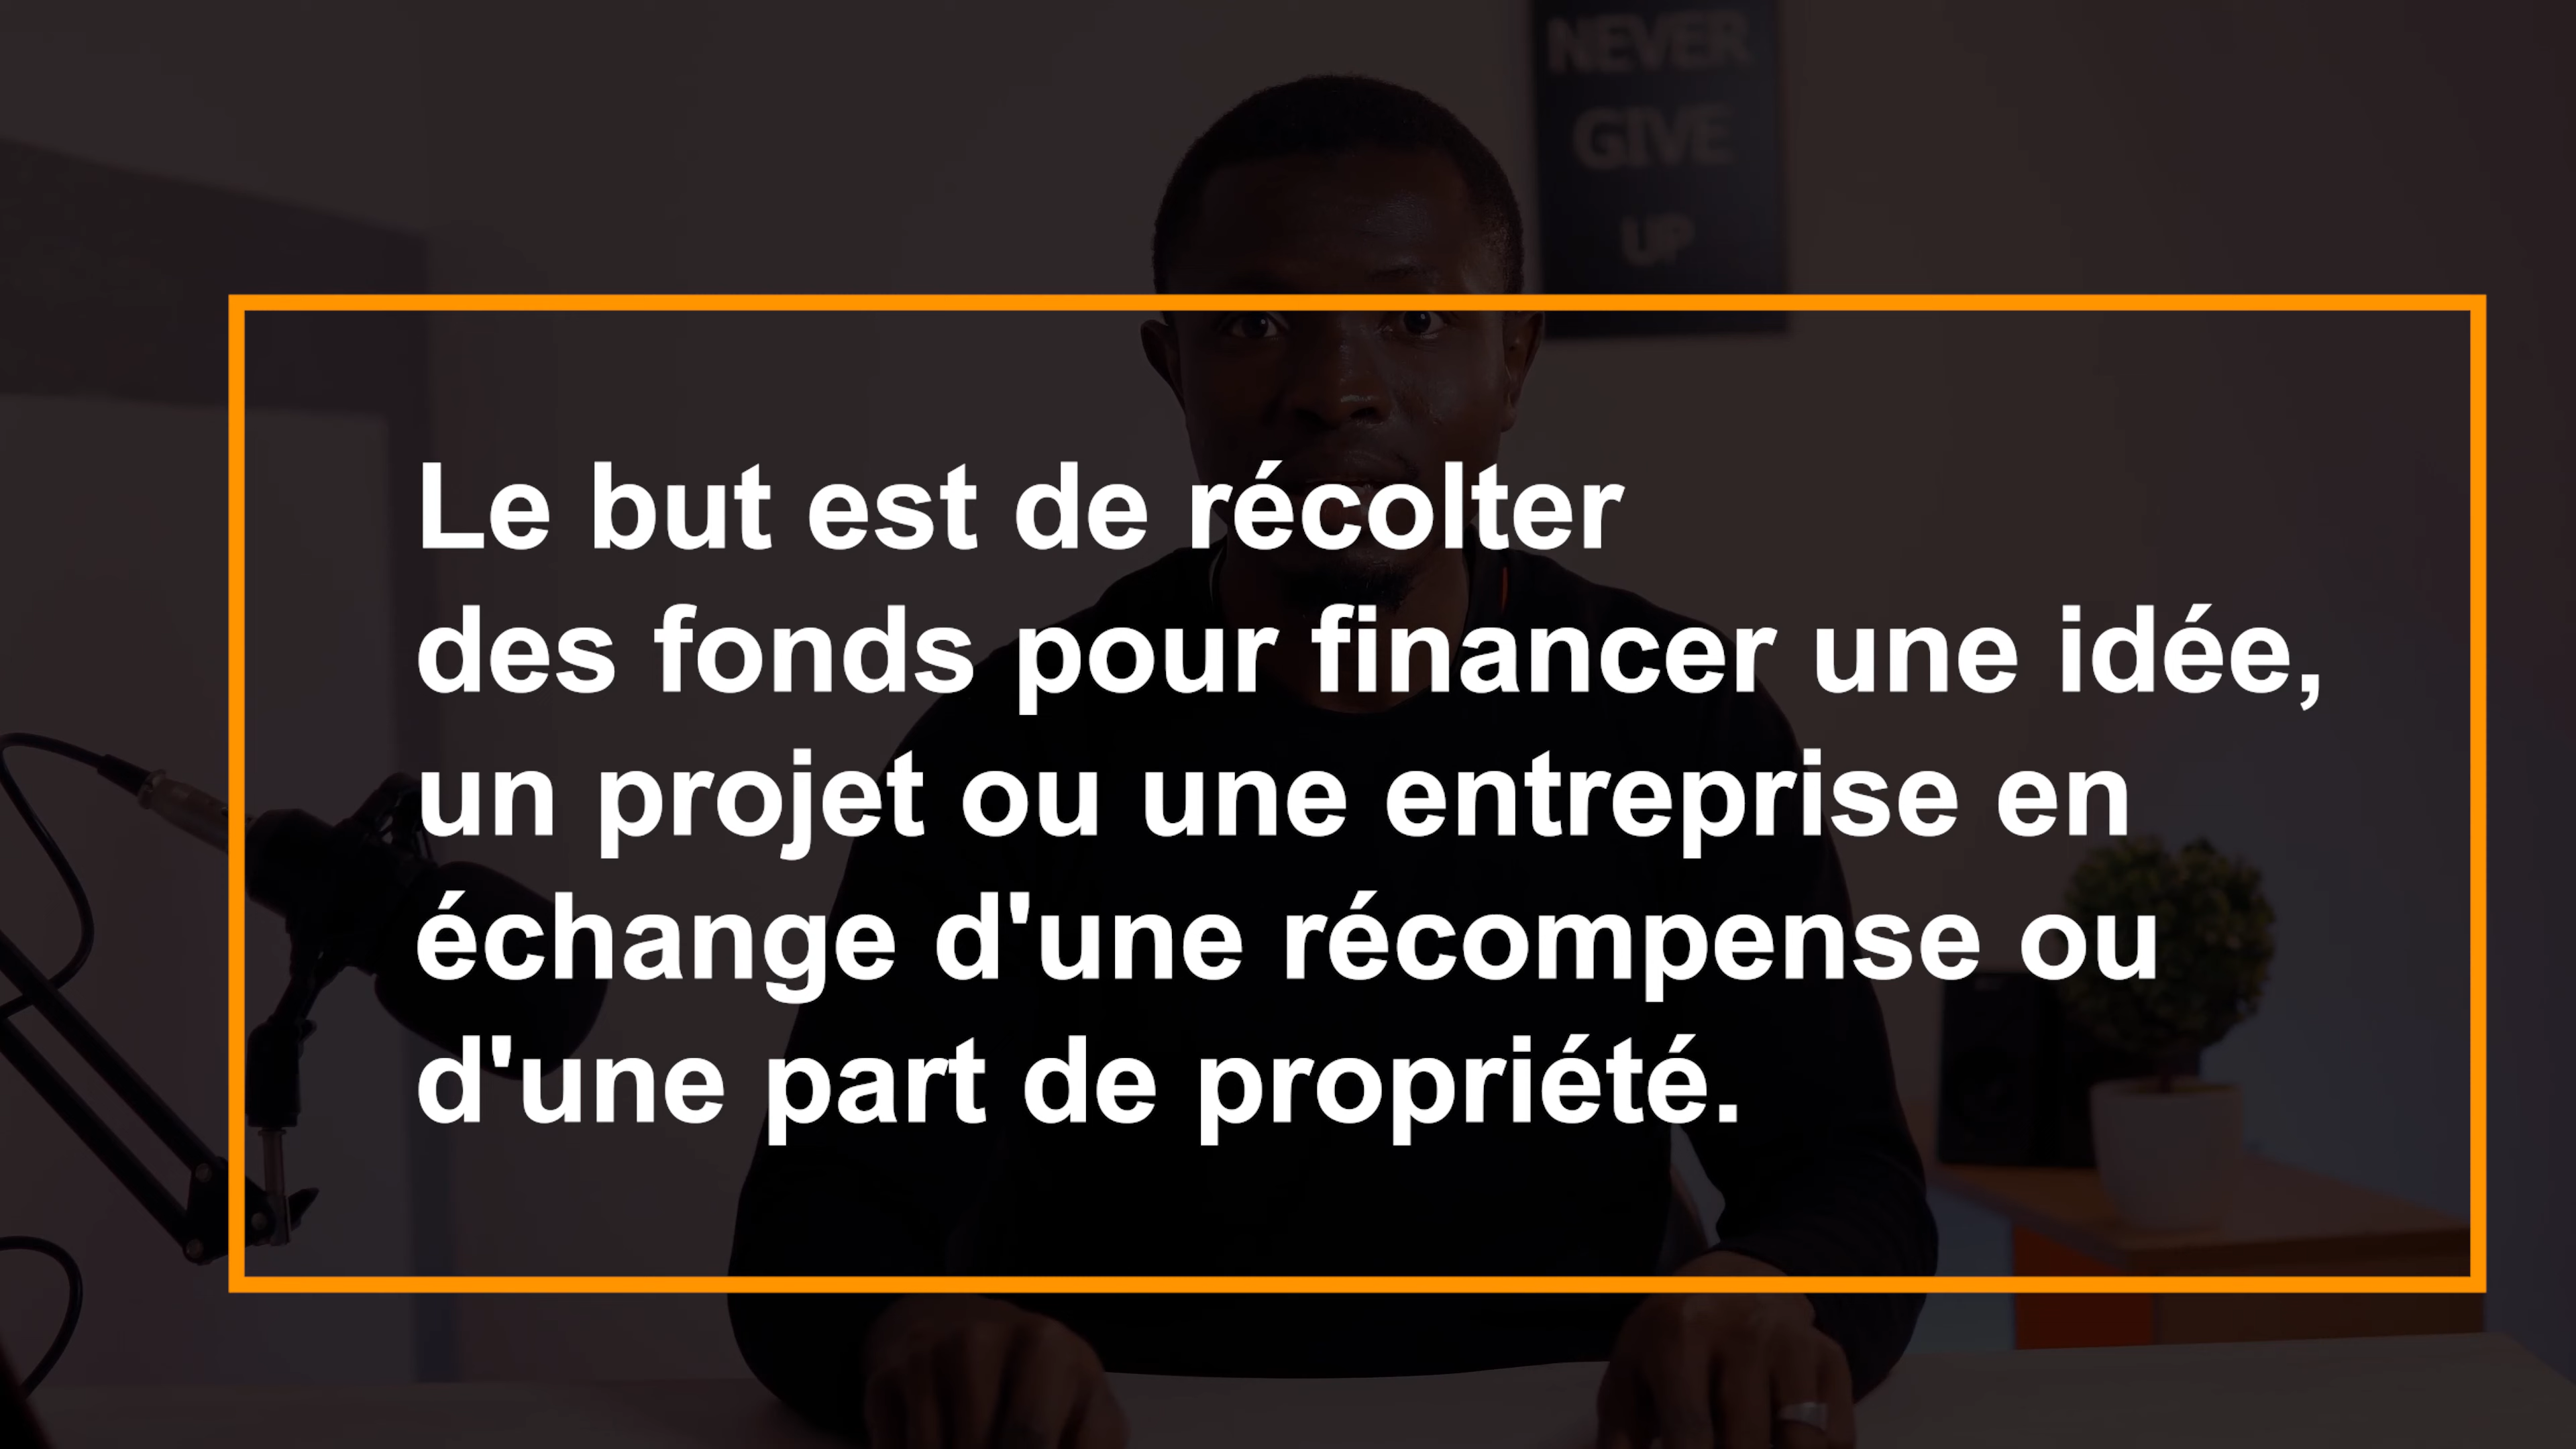 NEVER
GIVE
UP
Le but est de récolter
des fonds pour financer une idée,
un projet ou une entreprise en
échange d'une récompense ou
d'une part de propriété.